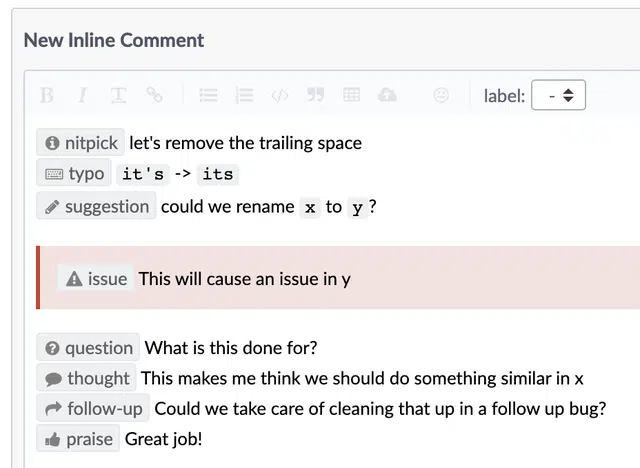 New Inline Comment
B I T label: -
nitpick let's remove the trailing space
typo it's -> its
suggestion could we rename x to y?
issue This will cause an issue in y
question What is this done for?
thought This makes me think we should do something similar in x
follow-up Could we take care of cleaning that up in a follow up bug?
praise Great job!